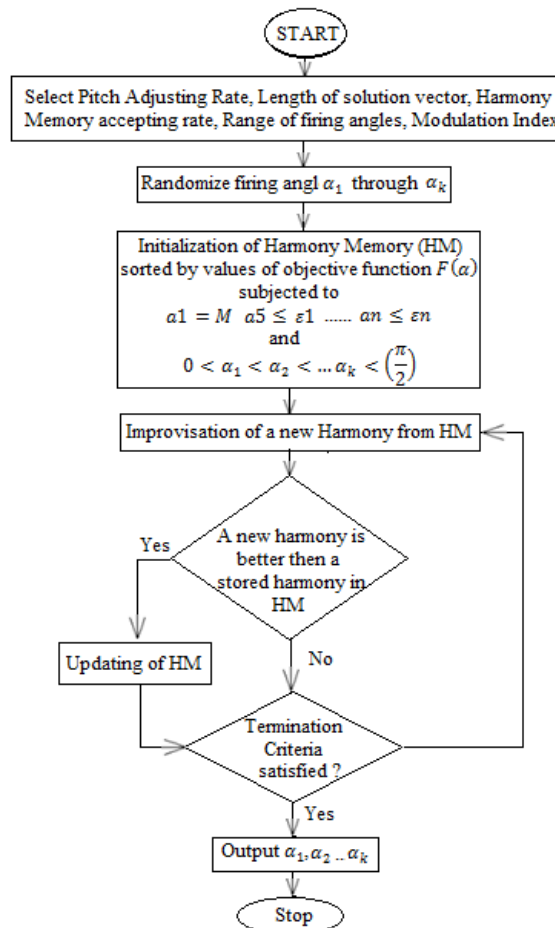 START
Select Pitch Adjusting Rate, Length of solution vector, Harmony
Memory accepting rate, Range of firing angles, Modulation Index
Randomize firing angl α₁ through α_k
Initialization of Harmony Memory (HM)
sorted by values of objective function F(α)
subjected to
a1 = M a5 ≤ ε1 ...... an ≤ εn
and
0 < α₁ < α₂ < ... α_k < (π/2)
Improvisation of a new Harmony from HM
Yes
A new harmony is
better then a
stored harmony in
HM
Updating of HM
No
Termination
Criteria
satisfied ?
Yes
Output α₁, α₂ .. α_k
Stop